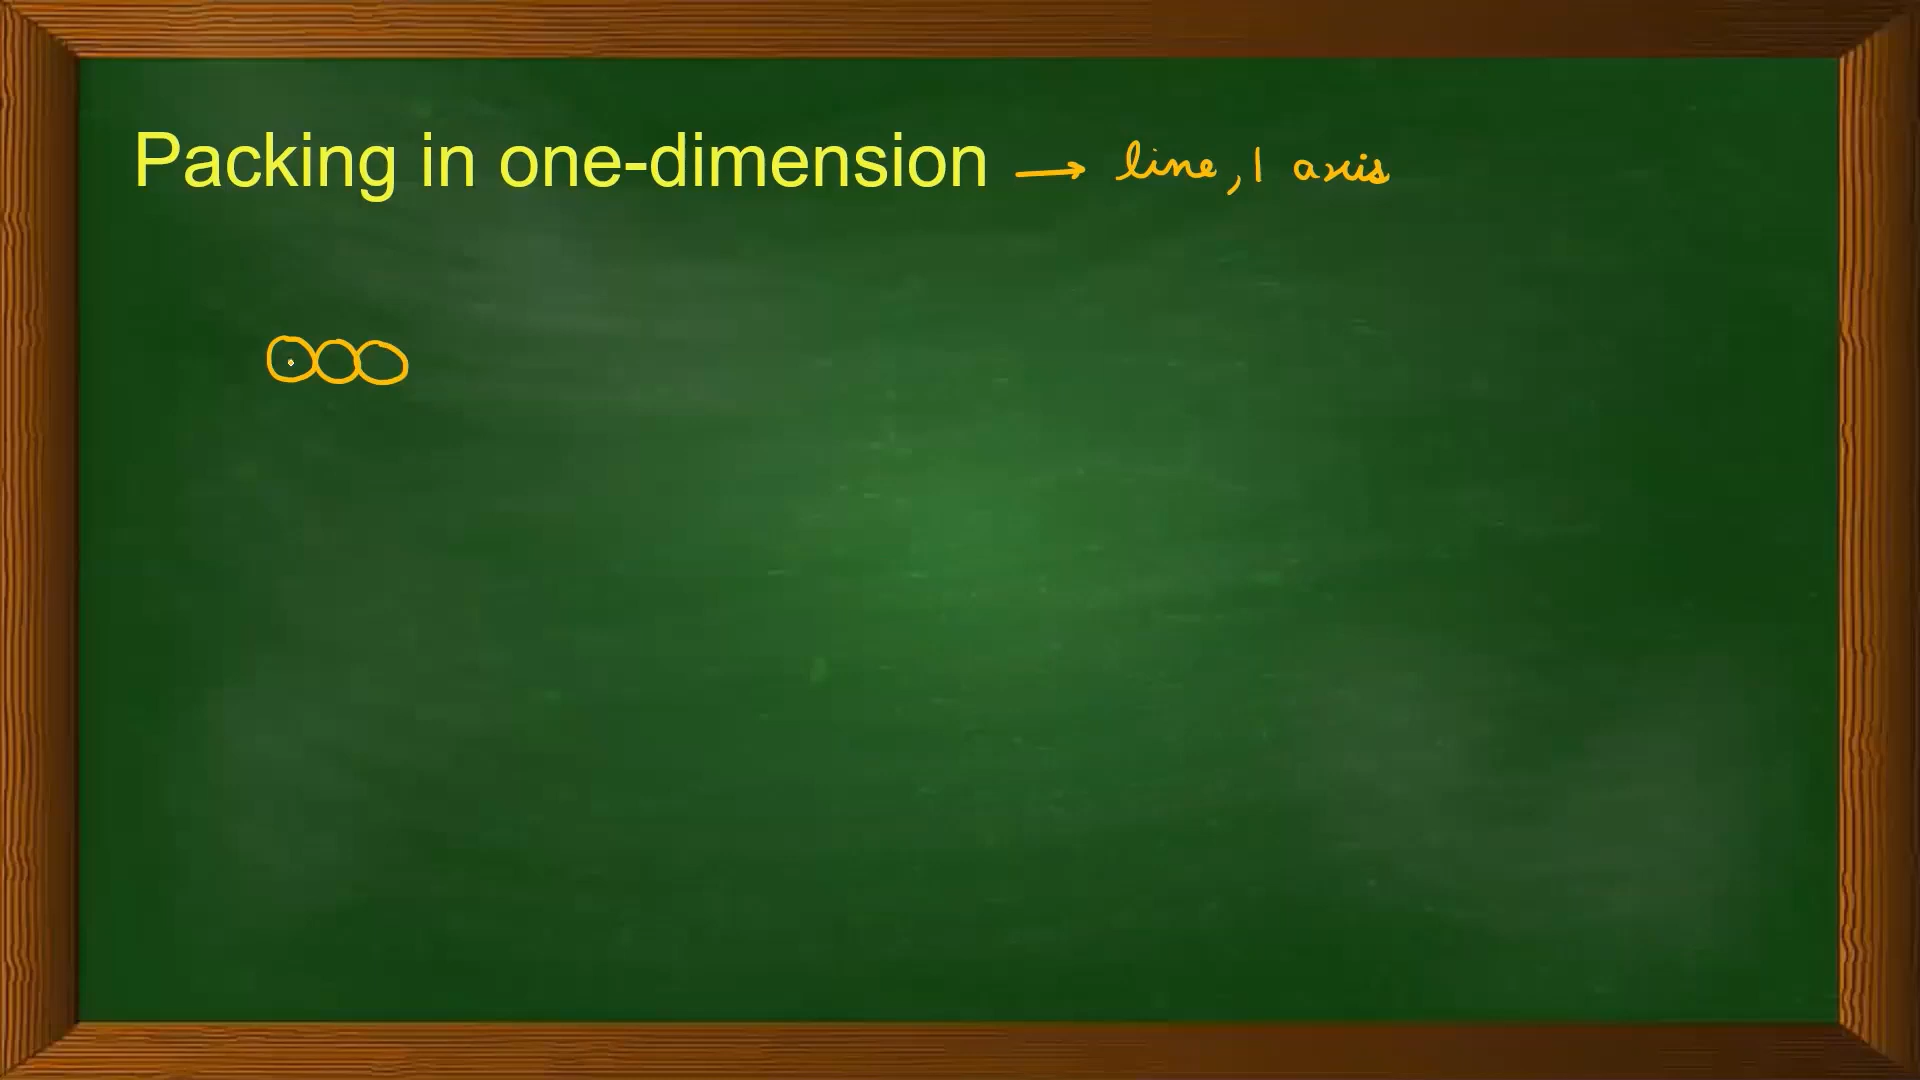 Packing in one-dimension → line, 1 axis